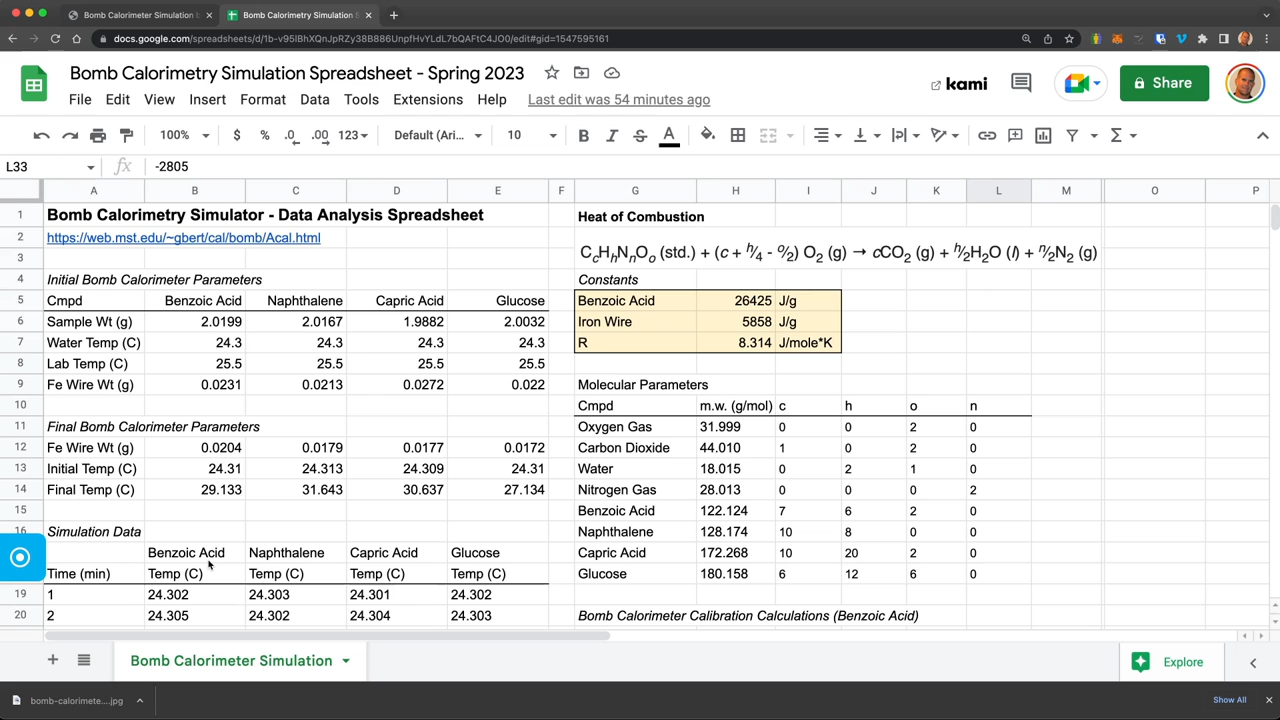 Bomb Calorimeter Simulation b
Bomby Calorimetry Simulation S
docs.google.com/spreadsheets/d/1b-v95lBhXQnJpRZy38B886UnpfHvYLdL7bQAFtC4JO0/edit#gid=1547595161
Bomb Calorimetry Simulation Spreadsheet - Spring 2023
kami
Share
File Edit View Insert Format Data Tools Extensions Help Last edit was 54 minutes ago
100% $ % .0 .00 123 Default (Ari... 10 B I S A
L33 fx -2805
A B C D E F G H I J K L M O P
1 Bomb Calorimetry Simulator - Data Analysis Spreadsheet Heat of Combustion
2 https://web.mst.edu/~gbert/cal/bomb/Acal.html
3 CcHhNnOo (std.) + (c + h/4 - o/2) O2 (g) → cCO2 (g) + h/2H2O (l) + n/2N2 (g)
4 Initial Bomb Calorimeter Parameters Constants
5 Cmpd Benzoic Acid Naphthalene Capric Acid Glucose Benzoic Acid 26425 J/g
6 Sample Wt (g) 2.0199 2.0167 1.9882 2.0032 Iron Wire 5858 J/g
7 Water Temp (C) 24.3 24.3 24.3 24.3 R 8.314 J/mole*K
8 Lab Temp (C) 25.5 25.5 25.5 25.5
9 Fe Wire Wt (g) 0.0231 0.0213 0.0272 0.022 Molecular Parameters
10 Cmpd m.w. (g/mol) c h o n
11 Final Bomb Calorimeter Parameters Oxygen Gas 31.999 0 0 2 0
12 Fe Wire Wt (g) 0.0204 0.0179 0.0177 0.0172 Carbon Dioxide 44.010 1 0 2 0
13 Initial Temp (C) 24.31 24.313 24.309 24.31 Water 18.015 0 2 1 0
14 Final Temp (C) 29.133 31.643 30.637 27.134 Nitrogen Gas 28.013 0 0 0 2
15 Benzoic Acid 122.124 7 6 2 0
16 Simulation Data Naphthalene 128.174 10 8 0 0
Benzoic Acid Naphthalene Capric Acid Glucose Capric Acid 172.268 10 20 2 0
Time (min) Temp (C) Temp (C) Temp (C) Temp (C) Glucose 180.158 6 12 6 0
19 1 24.302 24.303 24.301 24.302
20 2 24.305 24.302 24.304 24.303 Bomb Calorimeter Calibration Calculations (Benzoic Acid)
Bomb Calorimeter Simulation
Explore
bomb-calorimete....jpg
Show All